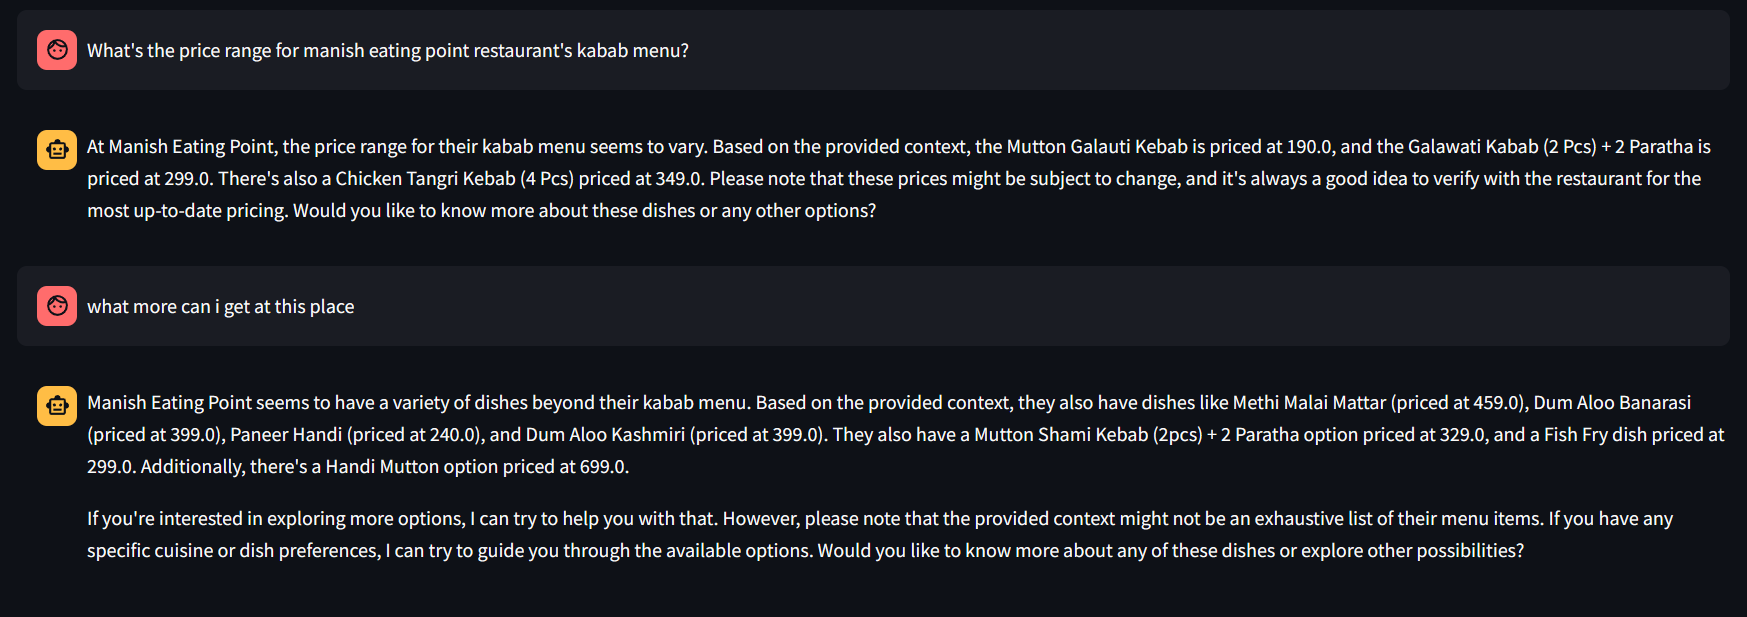 What's the price range for manish eating point restaurant's kabab menu?
At Manish Eating Point, the price range for their kabab menu seems to vary. Based on the provided context, the Mutton Galauti Kebab is priced at 190.0, and the Galawati Kabab (2 Pcs) + 2 Paratha is
priced at 299.0. There's also a Chicken Tangri Kebab (4 Pcs) priced at 349.0. Please note that these prices might be subject to change, and it's always a good idea to verify with the restaurant for the
most up-to-date pricing. Would you like to know more about these dishes or any other options?
what more can i get at this place
Manish Eating Point seems to have a variety of dishes beyond their kabab menu. Based on the provided context, they also have dishes like Methi Malai Mattar (priced at 459.0), Dum Aloo Banarasi
(priced at 399.0), Paneer Handi (priced at 240.0), and Dum Aloo Kashmiri (priced at 399.0). They also have a Mutton Shami Kebab (2pcs) + 2 Paratha option priced at 329.0, and a Fish Fry dish priced at
299.0. Additionally, there's a Handi Mutton option priced at 699.0.
If you're interested in exploring more options, I can try to help you with that. However, please note that the provided context might not be an exhaustive list of their menu items. If you have any
specific cuisine or dish preferences, I can try to guide you through the available options. Would you like to know more about any of these dishes or explore other possibilities?